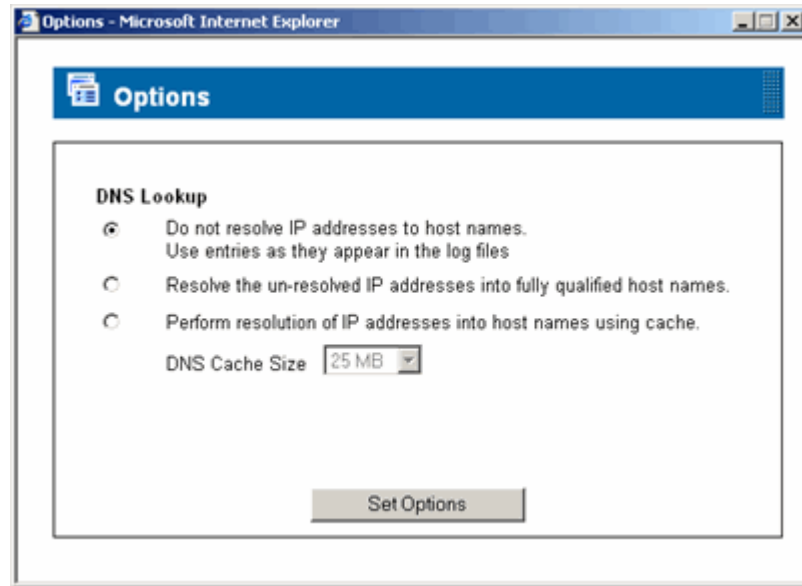 Options - Microsoft Internet Explorer
Options
DNS Lookup
Do not resolve IP addresses to host names.
Use entries as they appear in the log files
Resolve the un-resolved IP addresses into fully qualified host names.
Perform resolution of IP addresses into host names using cache.
DNS Cache Size 25 MB
Set Options